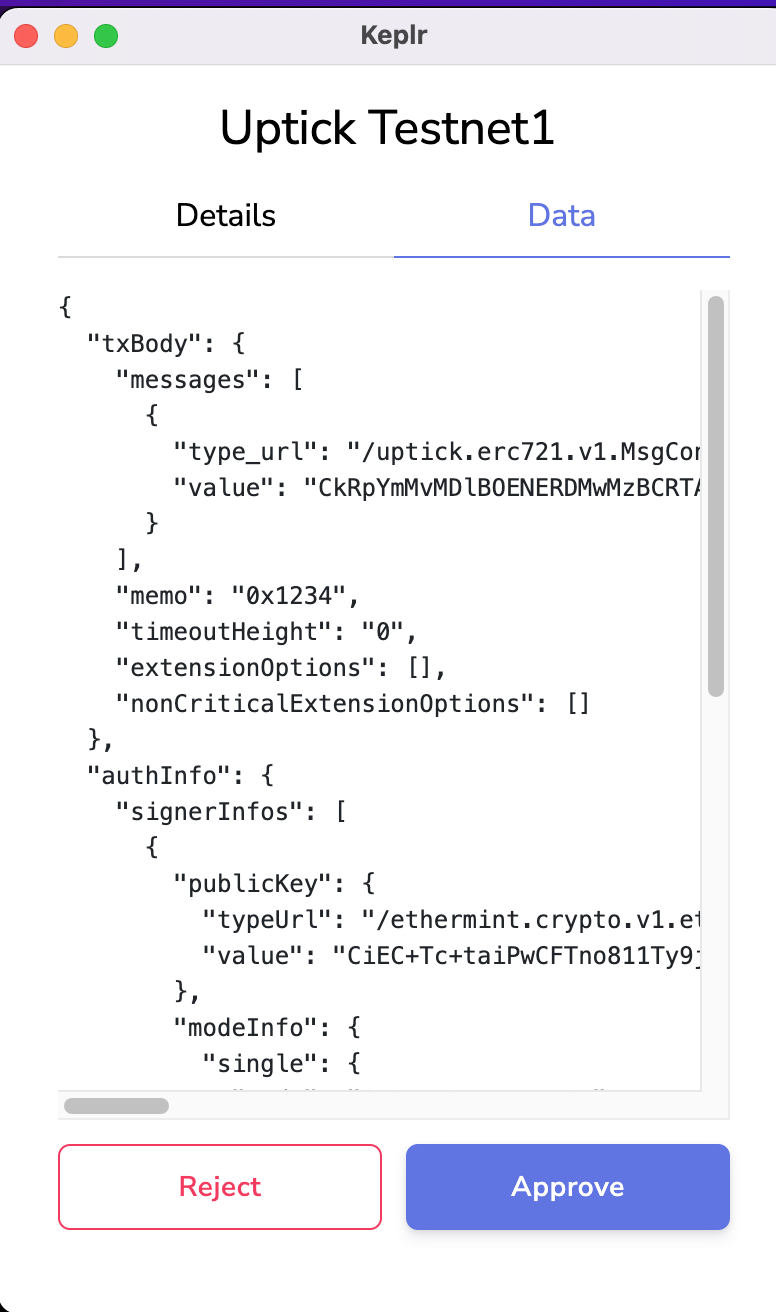 Keplr
Uptick Testnet1
Details Data
{
"txBody": {
"messages": [
{
"type_url": "/uptick.erc721.v1.MsgCor
"value": "CkRpYmMvMDlBOENERDMwMzBCRTA
}
],
"memo": "0x1234",
"timeoutHeight": "0",
"extensionOptions": [],
"nonCriticalExtensionOptions": []
},
"authInfo": {
"signerInfos": [
{
"publicKey": {
"typeUrl": "/ethermint.crypto.v1.et
"value": "CiEC+Tc+taiPwCFTno811Ty9j
},
"modeInfo": {
"single": {
Reject Approve